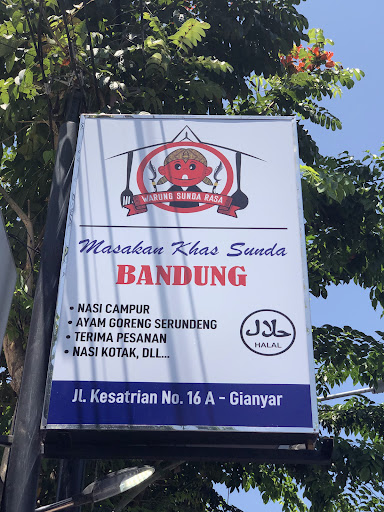 WARUNG SUNDA RASA
Masakan Khas Sunda
BANDUNG
• NASI CAMPUR
• AYAM GORENG SERUNDENG
• TERIMA PESANAN
• NASI KOTAK, DLL...
حلال
HALAL
Jl. Kesatrian No. 16 A - Gianyar